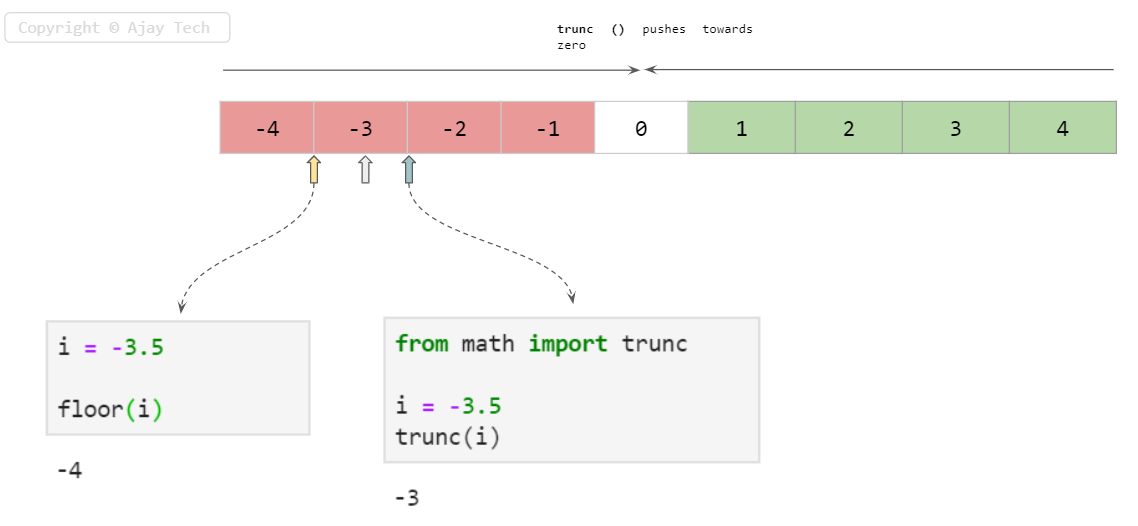 Copyright © Ajay Tech
trunc () pushes towards
zero
-4 -3 -2 -1 0 1 2 3 4
i = -3.5
floor(i)
-4
from math import trunc
i = -3.5
trunc(i)
-3